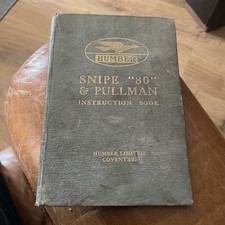 HUMBER
SNIPE "80"
& PULLMAN
INSTRUCTION BOOK
HUMBER LIMITED
COVENTRY